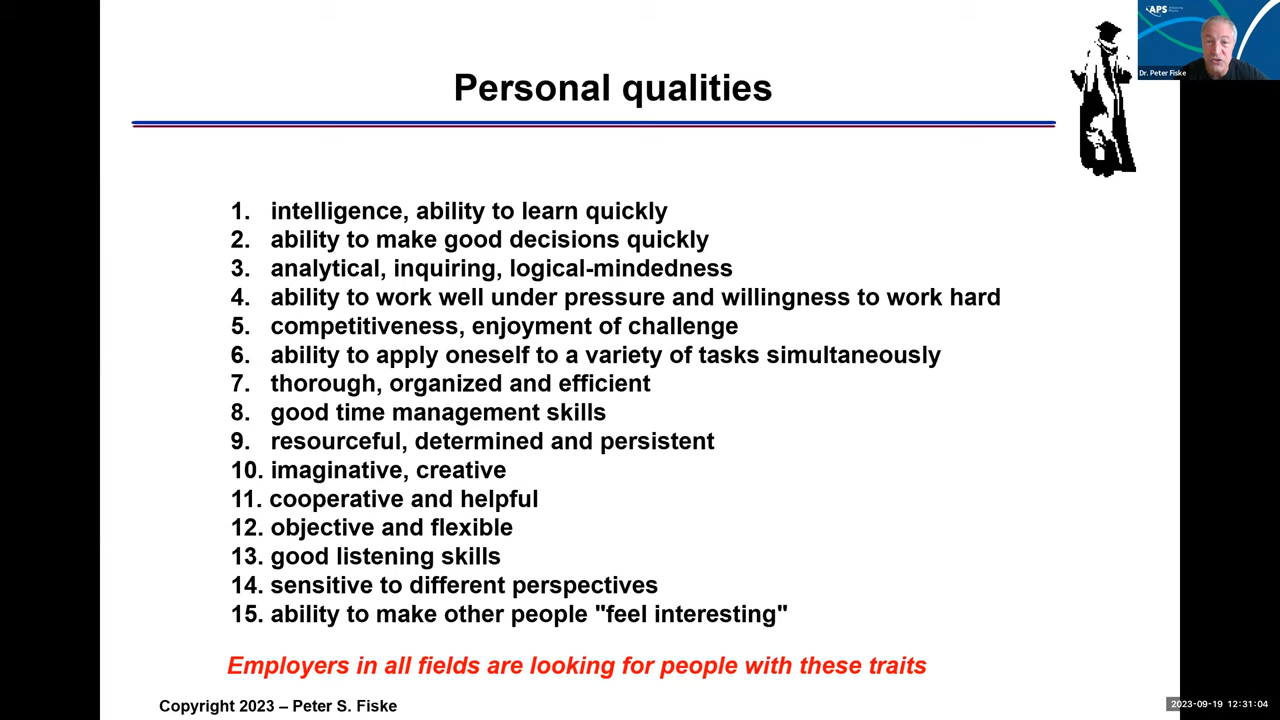 Personal qualities
APS
Dr. Peter Fiske
1. intelligence, ability to learn quickly
2. ability to make good decisions quickly
3. analytical, inquiring, logical-mindedness
4. ability to work well under pressure and willingness to work hard
5. competitiveness, enjoyment of challenge
6. ability to apply oneself to a variety of tasks simultaneously
7. thorough, organized and efficient
8. good time management skills
9. resourceful, determined and persistent
10. imaginative, creative
11. cooperative and helpful
12. objective and flexible
13. good listening skills
14. sensitive to different perspectives
15. ability to make other people "feel interesting"
Employers in all fields are looking for people with these traits
Copyright 2023 – Peter S. Fiske
2023-09-19 12:31:04